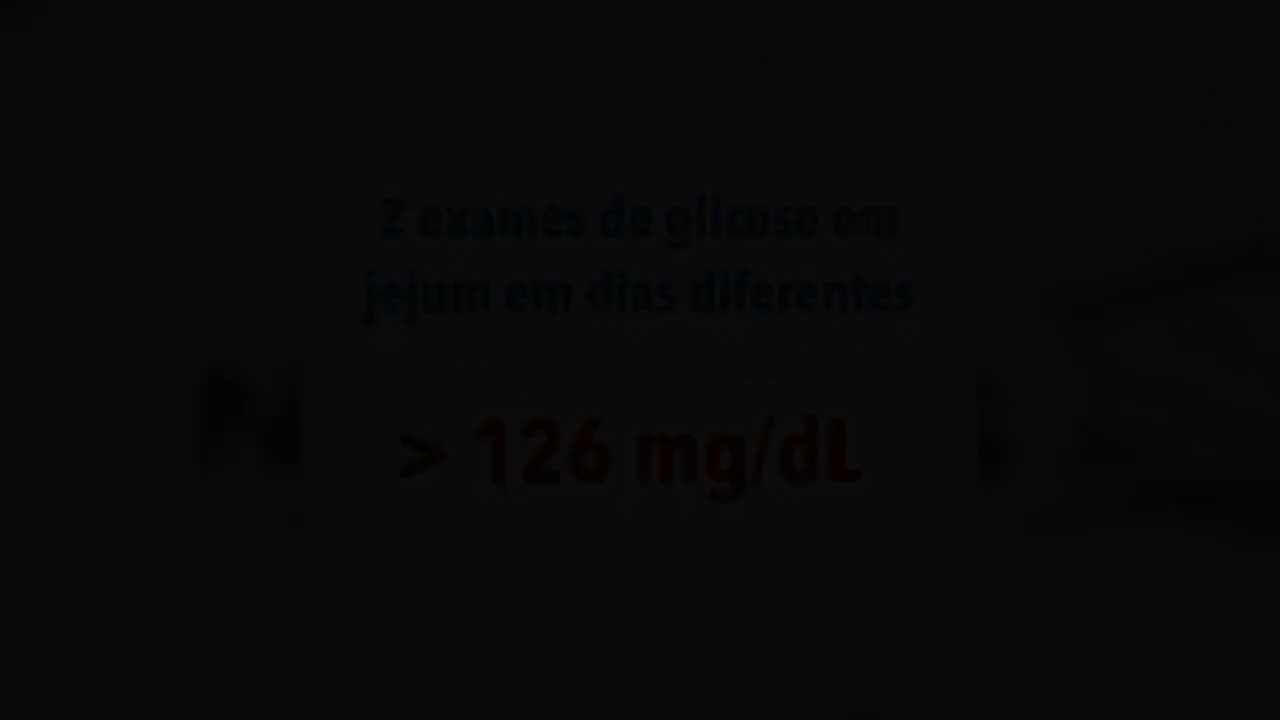 2 exames de glicose em
jejum em dias diferentes
> 126 mg/dL